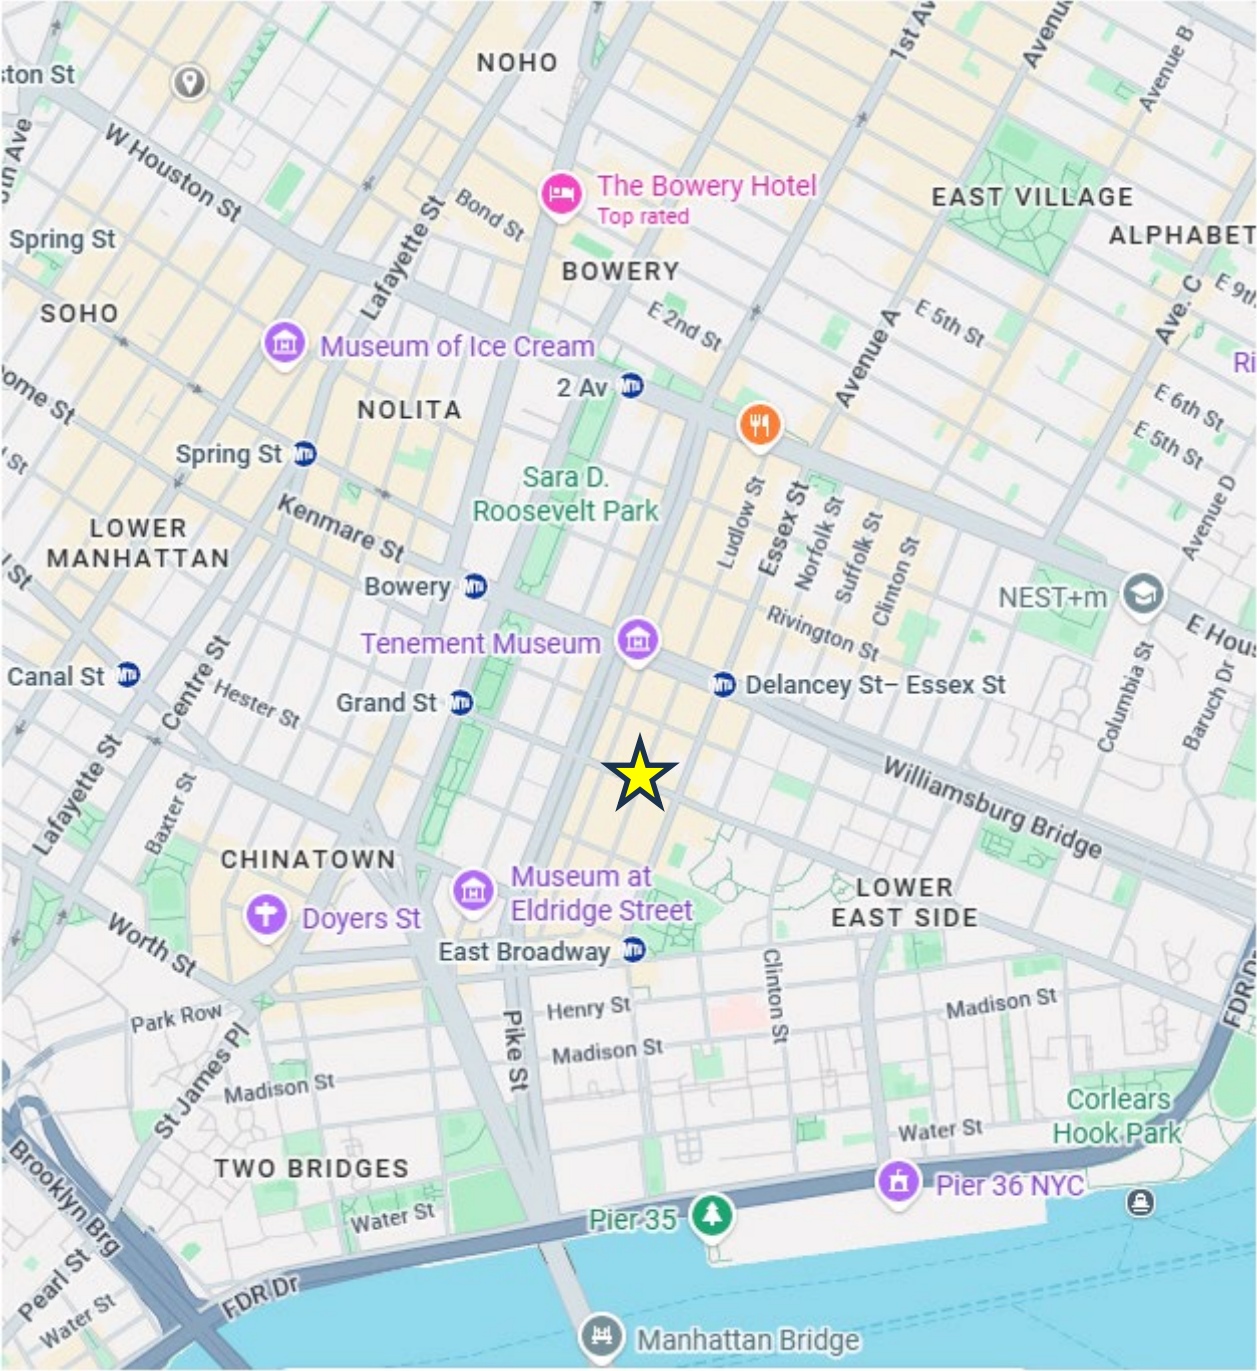 NOHO
1st Av
Avenue
Avenue B
ston St
W Houston St
The Bowery Hotel
Top rated
Bond St
EAST VILLAGE
ALPHABET
Spring St
Lafayette St
BOWERY
SOHO
E 2nd St
E 5th St
Ave. C
E 9th
Museum of Ice Cream
Avenue A
Ri
2 Av
ome St
NOLITA
E 6th St
E 5th St
Spring St
Sara D.
Roosevelt Park
Kenmare St
Ludlow St
Essex St
Norfolk St
Suffolk St
Clinton St
Avenue D
LOWER
MANHATTAN
Bowery
NEST+m
Rivington St
E Hous
Tenement Museum
Canal St
Centre St
Hester St
Grand St
Delancey St– Essex St
Columbia St
Baruch Dr
Lafayette St
Baxter St
Williamsburg Bridge
CHINATOWN
Museum at
Eldridge Street
LOWER
EAST SIDE
Doyers St
Worth St
East Broadway
Clinton St
FDR Dr
Park Row
Henry St
Madison St
Pike St
Madison St
St James Pl
Madison St
Corlears
Hook Park
Water St
TWO BRIDGES
Brooklyn Brg
Pier 36 NYC
Water St
Pier 35
Pearl St
FDR Dr
Water St
Manhattan Bridge